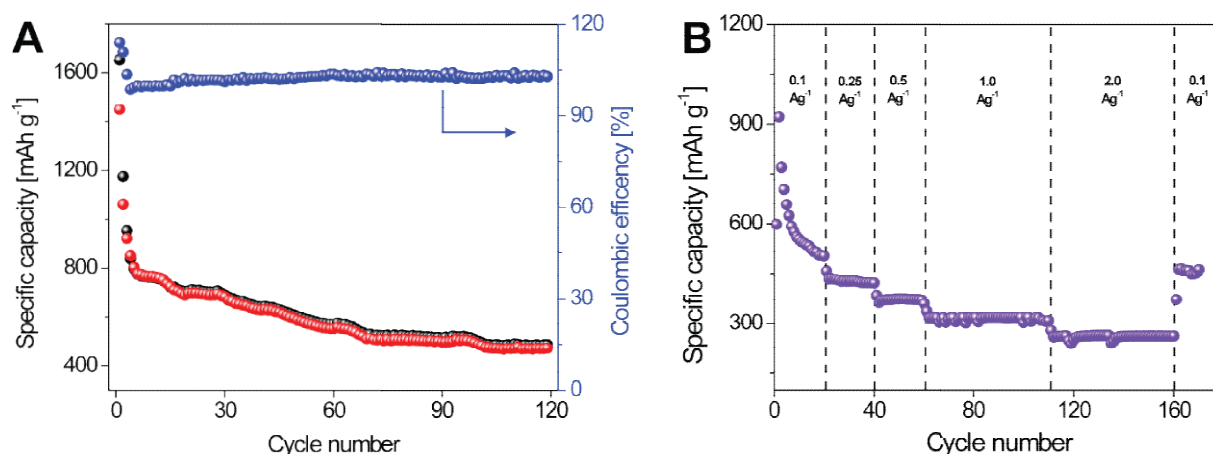 A
Specific capacity [mAh g⁻¹]
1600
1200
800
400
0
30
60
90
120
Cycle number
120
90
60
30
0
Coulombic efficency [%]
B
Specific capacity [mAh g⁻¹]
1200
900
600
300
0.1
Ag⁻¹
0.25
Ag⁻¹
0.5
Ag⁻¹
1.0
Ag⁻¹
2.0
Ag⁻¹
0.1
Ag⁻¹
0
40
80
120
160
Cycle number